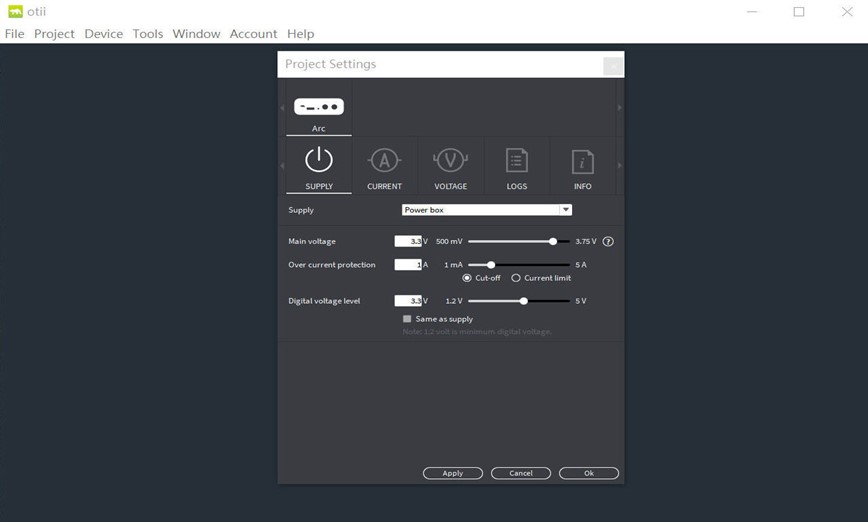 otii
File Project Device Tools Window Account Help
Project Settings
Arc
SUPPLY CURRENT VOLTAGE LOGS INFO
Supply Power box
Main voltage 3.3 V 500 mV 3.75 V ?
Over current protection 1 A 1 mA 5 A
Cut-off Current limit
Digital voltage level 3.3 V 1.2 V 5 V
Same as supply
Note: 1.2 volt is minimum digital voltage.
Apply Cancel Ok